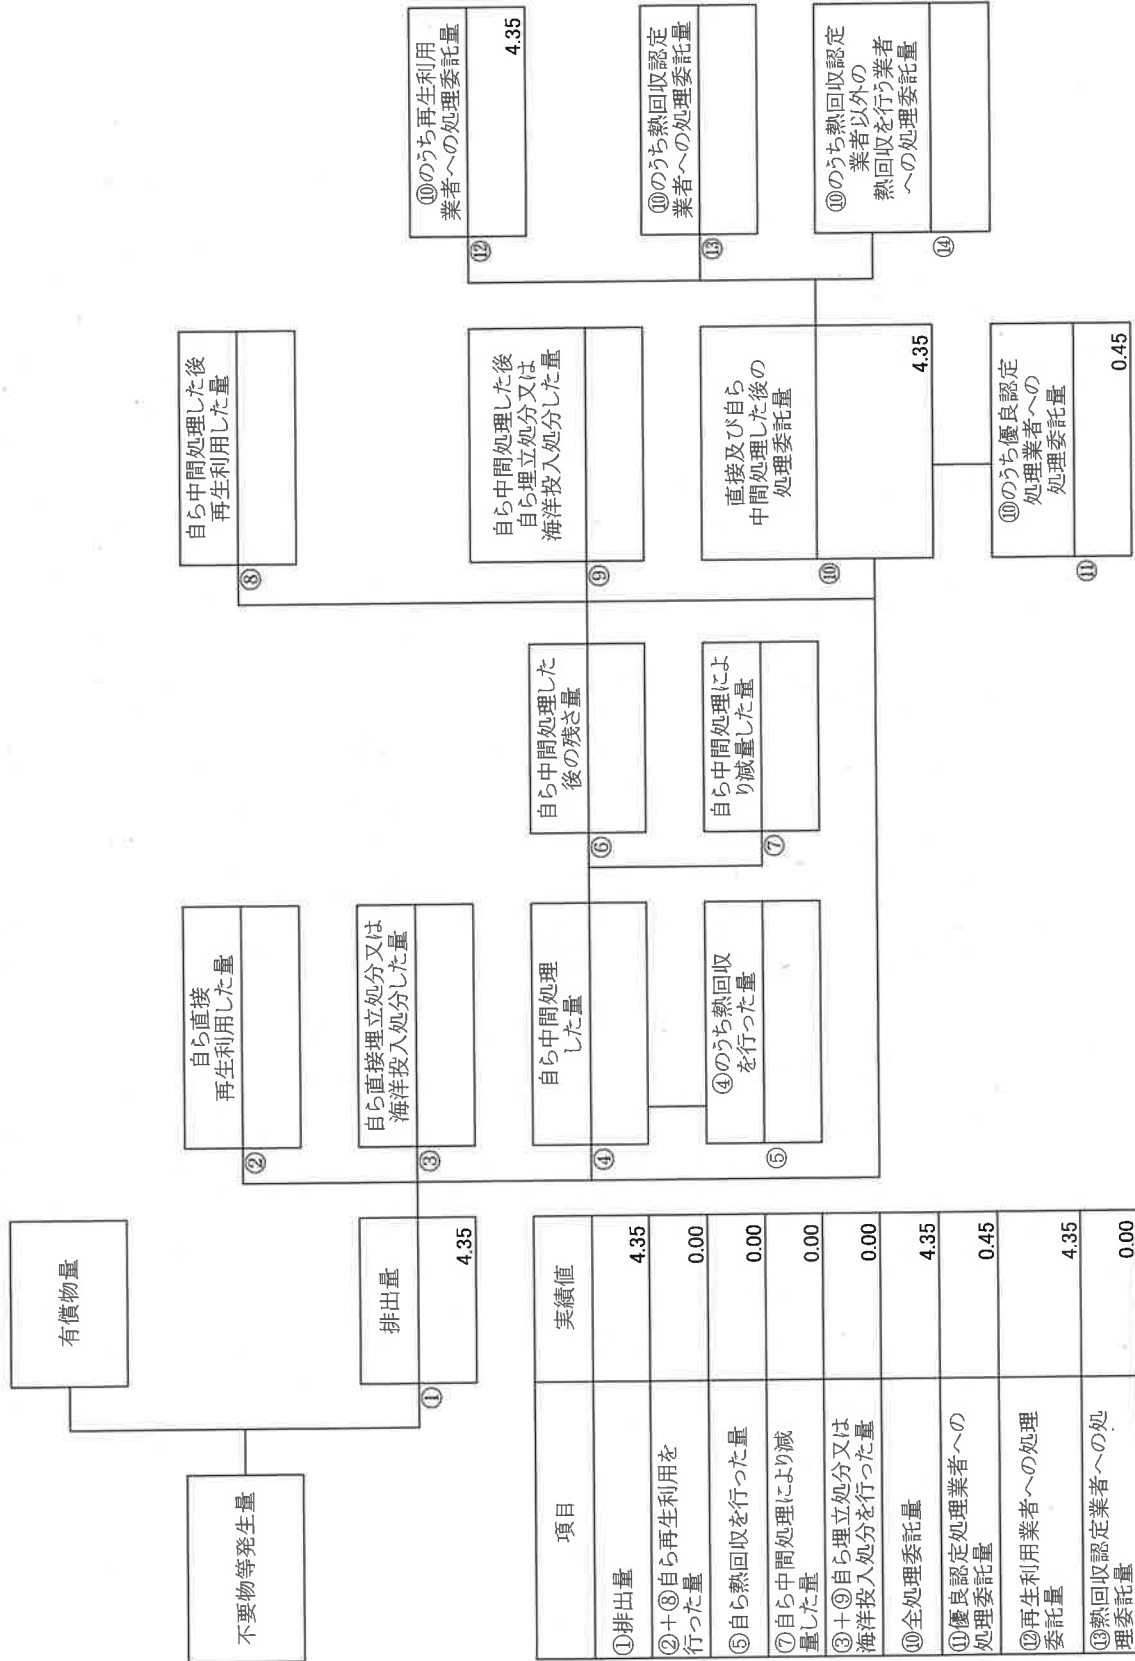 不要物等発生量
有償物量
排出量
①
4.35
自ら直接
再生利用した量
②
自ら直接埋立処分又は
海洋投入処分した量
③
自ら中間処理
した量
④
④のうち熱回収
を行った量
⑤
自ら中間処理した
後の残さ量
⑥
自ら中間処理によ
り減量した量
⑦
自ら中間処理した後
再生利用した量
⑧
自ら中間処理した後
自ら埋立処分又は
海洋投入処分した量
⑨
直接及び自ら
中間処理した後の
処理委託量
⑩
4.35
⑩のうち優良認定
処理業者への
処理委託量
⑪
0.45
⑩のうち再生利用
業者への処理委託量
⑫
4.35
⑩のうち熱回収認定
業者への処理委託量
⑬
⑩のうち熱回収認定
業者以外の
熱回収を行う業者
への処理委託量
⑭
項目 実績値
①排出量 4.35
②＋⑧自ら再生利用を
行った量 0.00
⑤自ら熱回収を行った量 0.00
⑦自ら中間処理により減
量した量 0.00
③＋⑨自ら埋立処分又は
海洋投入処分を行った量 0.00
⑩全処理委託量 4.35
⑪優良認定処理業者への
処理委託量 0.45
⑫再生利用業者への処理
委託量 4.35
⑬熱回収認定業者への処
理委託量 0.00